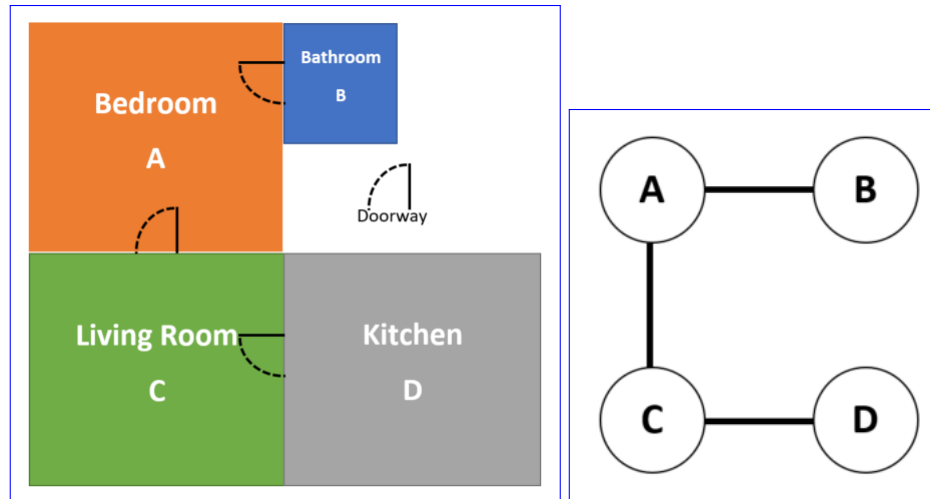 Bedroom
A
Bathroom
B
Doorway
Living Room
C
Kitchen
D
A
B
C
D